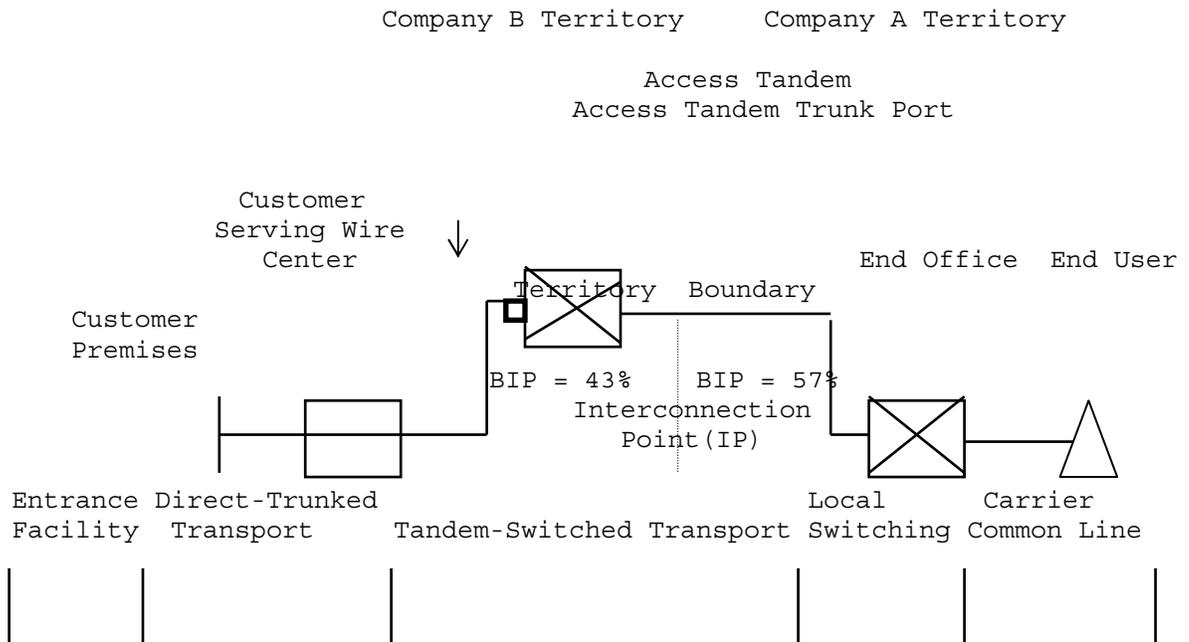 Company B Territory Company A Territory
Access Tandem
Access Tandem Trunk Port
Customer
Serving Wire
Center
End Office End User
Territory Boundary
Customer
Premises
BIP = 43% BIP = 57%
Interconnection
Point(IP)
Entrance Direct-Trunked Local Carrier
Facility Transport Tandem-Switched Transport Switching Common Line